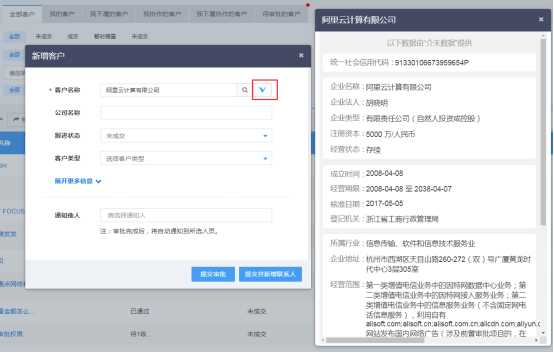 全部客户 我的客户 我下属的客户 我协作的客户 我下属协作的客户 待审批的客户
全部 未成交 成交 暂时搁置 未成交
全部
请选择
全部
新增客户 ×
* 客户名称 阿里云计算有限公司
公司名称
跟进状态 未成交
客户类型 选择客户类型
展开更多信息
通知他人 请选择通知人
注：审批完成后，将自动通知到所选人员。
提交审批 提交并新增联系人
名称
FOCUS
已通过 未成交
审批权限 待1级... 未成交
阿里云计算有限公司 ×
以下数据由“介未数据”提供
统一社会信用代码：91330106673959654P
企业名称：阿里云计算有限公司
企业法人：胡晓明
企业类型：有限责任公司（自然人投资或控股）
注册资本：5000 万/人民币
经营状态：存续
成立时间：2008-04-08
经营期限：2008-04-08 至 2038-04-07
核准日期：2017-05-05
登记机关：浙江省工商行政管理局
所属行业：信息传输、软件和信息技术服务业
企业地址：杭州市西湖区天目山路260-272（双）号广厦黄龙时
代中心3层305室
经营范围：第一类增值电信业务中的因特网数据中心业务；第
二类增值电信业务中的因特网接入服务业务；第二
类增值电信业务中的信息服务业务（不含固定网电
话信息服务），利用自有
alisoft.com;alisoft.cn;alisoft.com.cn;alicdn.com;aliyun.c
网站发布国内网络广告（涉及前置审批项目的，在